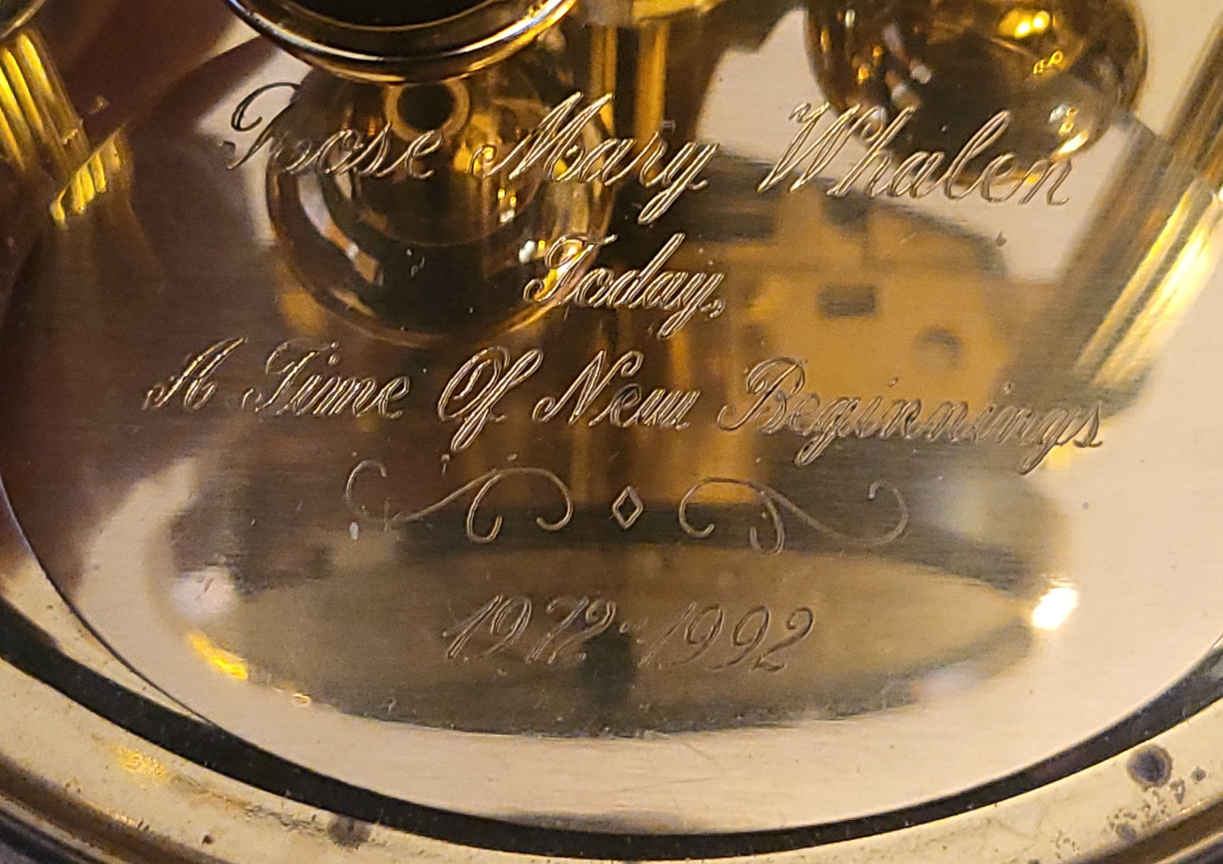 Rose Mary Whalen
Today,
A Time Of New Beginnings
1972-1992